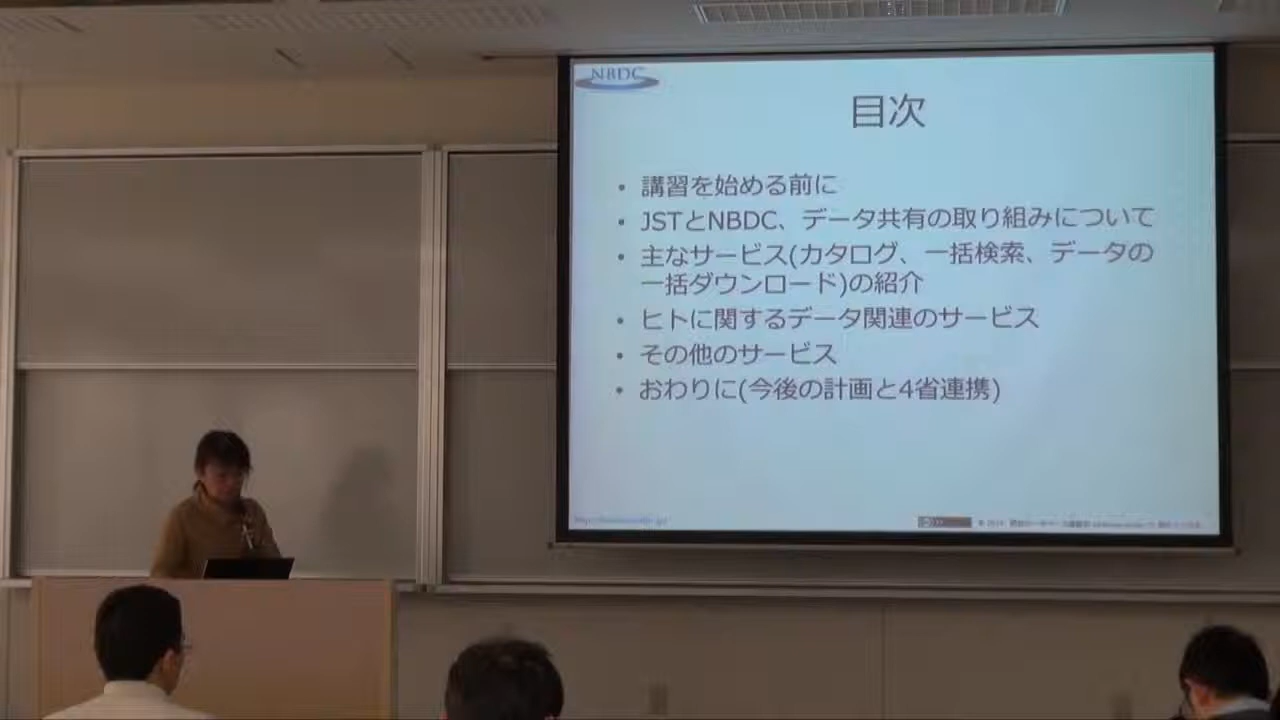 NBDC
目次
• 講習を始める前に
• JSTとNBDC、データ共有の取り組みについて
• 主なサービス(カタログ、一括検索、データの
一括ダウンロード)の紹介
• ヒトに関するデータ関連のサービス
• その他のサービス
• おわりに(今後の計画と4省連携)